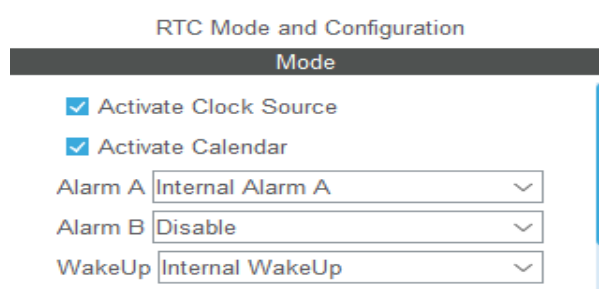 RTC Mode and Configuration
Mode
Activate Clock Source
Activate Calendar
Alarm A Internal Alarm A
Alarm B Disable
WakeUp Internal WakeUp